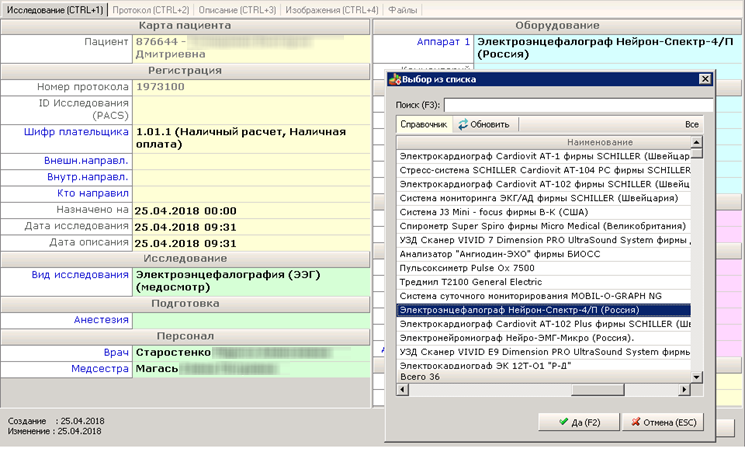 Исследование (CTRL+1) Протокол (CTRL+2) Описание (CTRL+3) Изображения (CTRL+4) Файлы
Карта пациента
Пациент 876644 -
Дмитриевна
Регистрация
Номер протокола 1973100
ID Исследования
(PACS)
Шифр плательщика 1.01.1 (Наличный расчет, Наличная
оплата)
Внешн.направл.
Внутр.направл.
Кто направил
Назначено на 25.04.2018 00:00
Дата исследования 25.04.2018 09:31
Дата описания 25.04.2018 09:31
Исследование
Вид исследования Электроэнцефалография (ЭЭГ)
(медосмотр)
Подготовка
Анестезия
Персонал
Врач Старостенко
Медсестра Магась
Создание : 25.04.2018
Изменение : 25.04.2018
Оборудование
Аппарат 1 Электроэнцефалограф Нейрон-Спектр-4/П
(Россия)
Выбор из списка
Поиск (F3):
Справочник Обновить Все
Наименование
Электрокардиограф Cardiovit AT-1 фирмы SCHILLER (Швейцар
Стресс-система SCHILLER Cardiovit AT-104 PC фирмы SCHILLER
Электрокардиограф Cardiovit AT-102 фирмы SCHILLER (Швейц
Система мониторинга ЭКГ/АД фирмы SCHILLER (Швейцария)
Система J3 Mini - focus фирмы B-K (США)
Спирометр Super Spiro фирмы Micro Medical (Великобритания)
УЗД Сканер VIVID 7 Dimension PRO UltraSound System фирмы
Анализатор "Ангиодин-ЭХО" фирмы БИОСС
Пульсоксиметр Pulse Ox 7500
Тредмил T2100 General Electric
Система суточного мониторирования MOBIL-O-GRAPH NG
Электроэнцефалограф Нейрон-Спектр-4/П (Россия)
Электрокардиограф Cardiovit AT-102 Plus фирмы SCHILLER (Ш
Электронейромиограф Нейро-ЭМГ-Микро (Россия).
УЗД Сканер VIVID E9 Dimension PRO UltraSound System фирмы
Электрокардиограф ЭК 12Т-О1 "Р-Д"
Всего 36
Да (F2) Отмена (ESC)